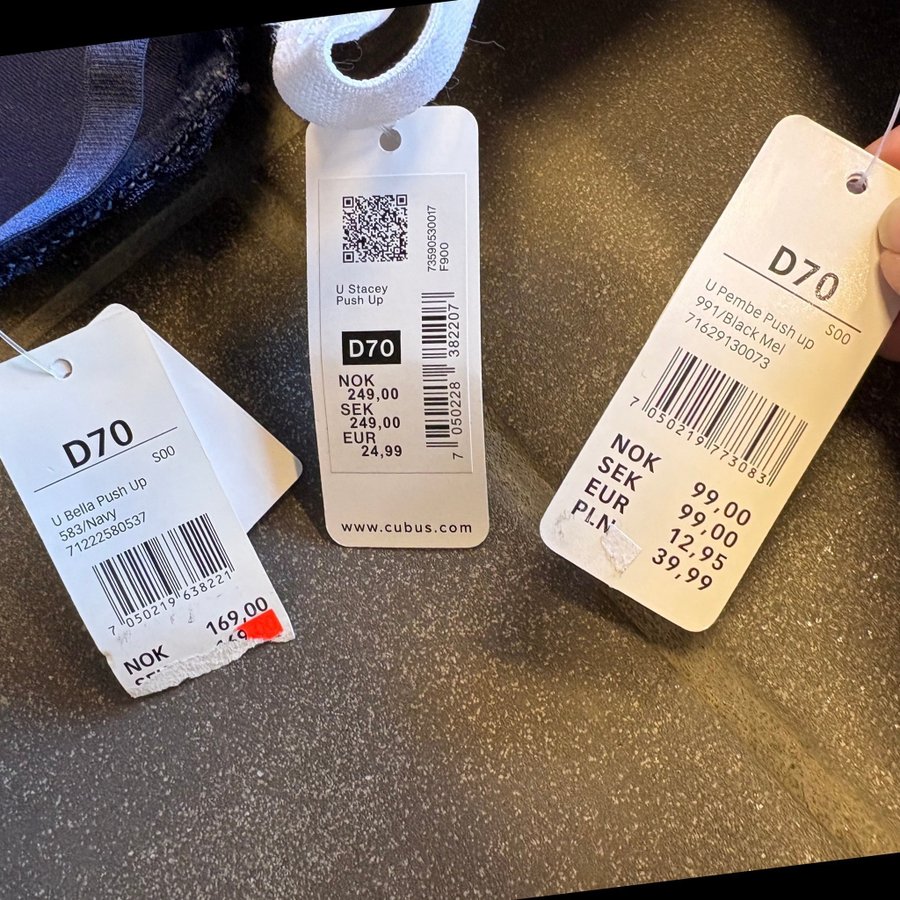 D70
S00
U Bella Push Up
583/Navy
71222580537
7 050219 638221
NOK 169,00
U Stacey
Push Up
73590530017
F900
D70
NOK
249,00
SEK
249,00
EUR
24,99
7 050228 382207
www.cubus.com
D70
S00
U Pembe Push up
991/Black Mel
71629130073
7 050219 773083
NOK 99,00
SEK 99,00
EUR 12,95
PLN 39,99